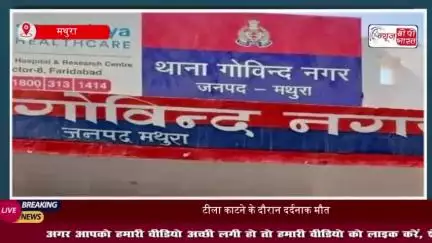 मथुरा
HEALTHCARE
Hospital & Research Centre
ctor-8, Faridabad
1800 313 1414
थाना गोविन्द नगर
जनपद - मथुरा
गोविन्द नगर
जनपद मथुरा
भारत
LIVE
BREAKING
NEWS
टीला काटने के दौरान दर्दनाक मौत
अगर आपको हमारी वीडियो अच्छी लगी हो तो हमारी वीडियो को लाइक करें,